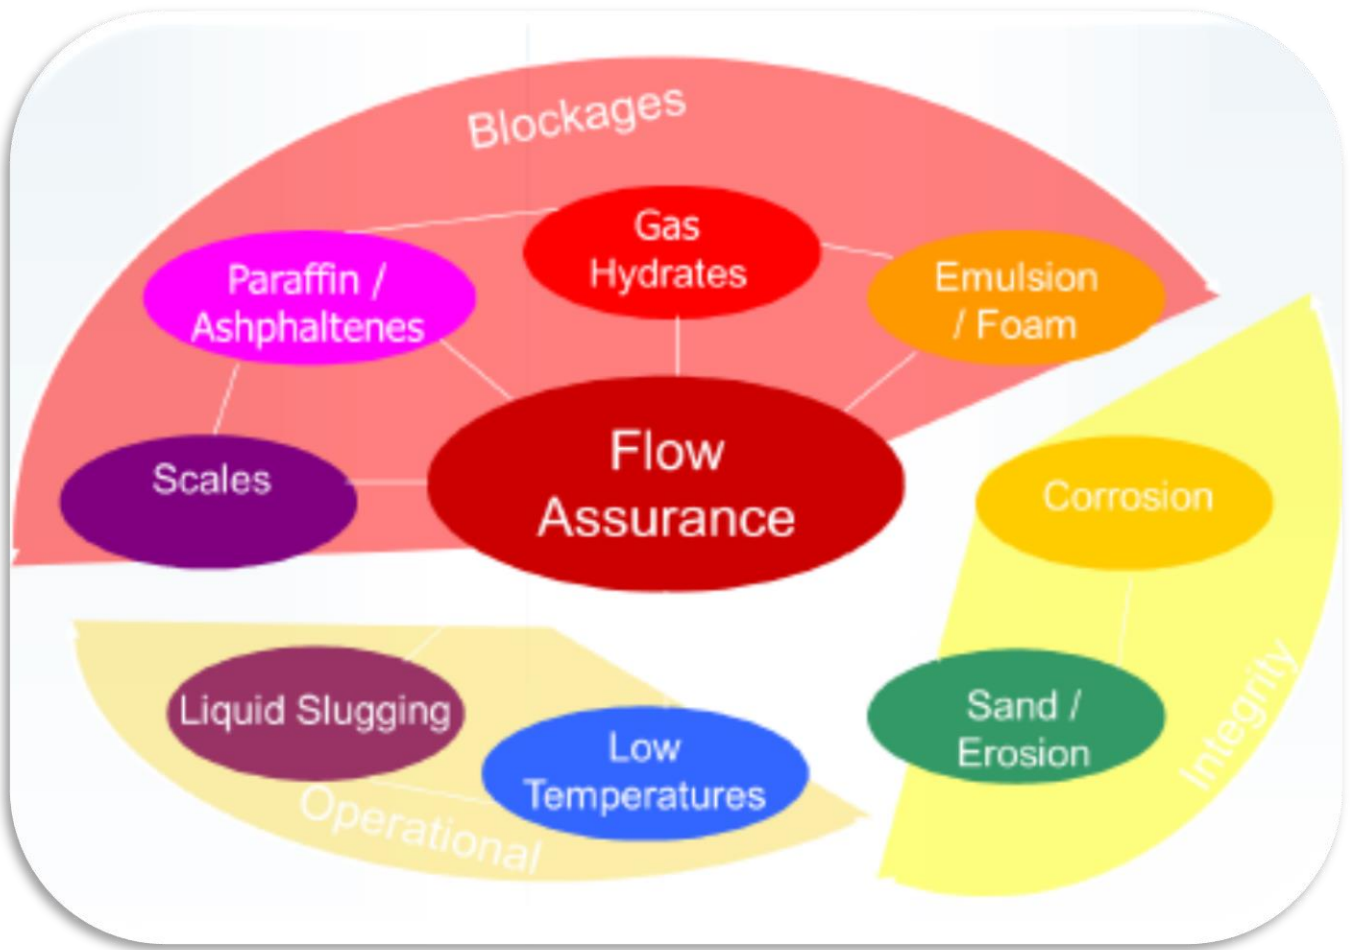 Blockages
Gas
Hydrates
Paraffin /
Ashphaltenes
Emulsion
/ Foam
Flow
Assurance
Scales
Corrosion
Liquid Slugging
Low
Temperatures
Sand /
Erosion
Integrity
Operational